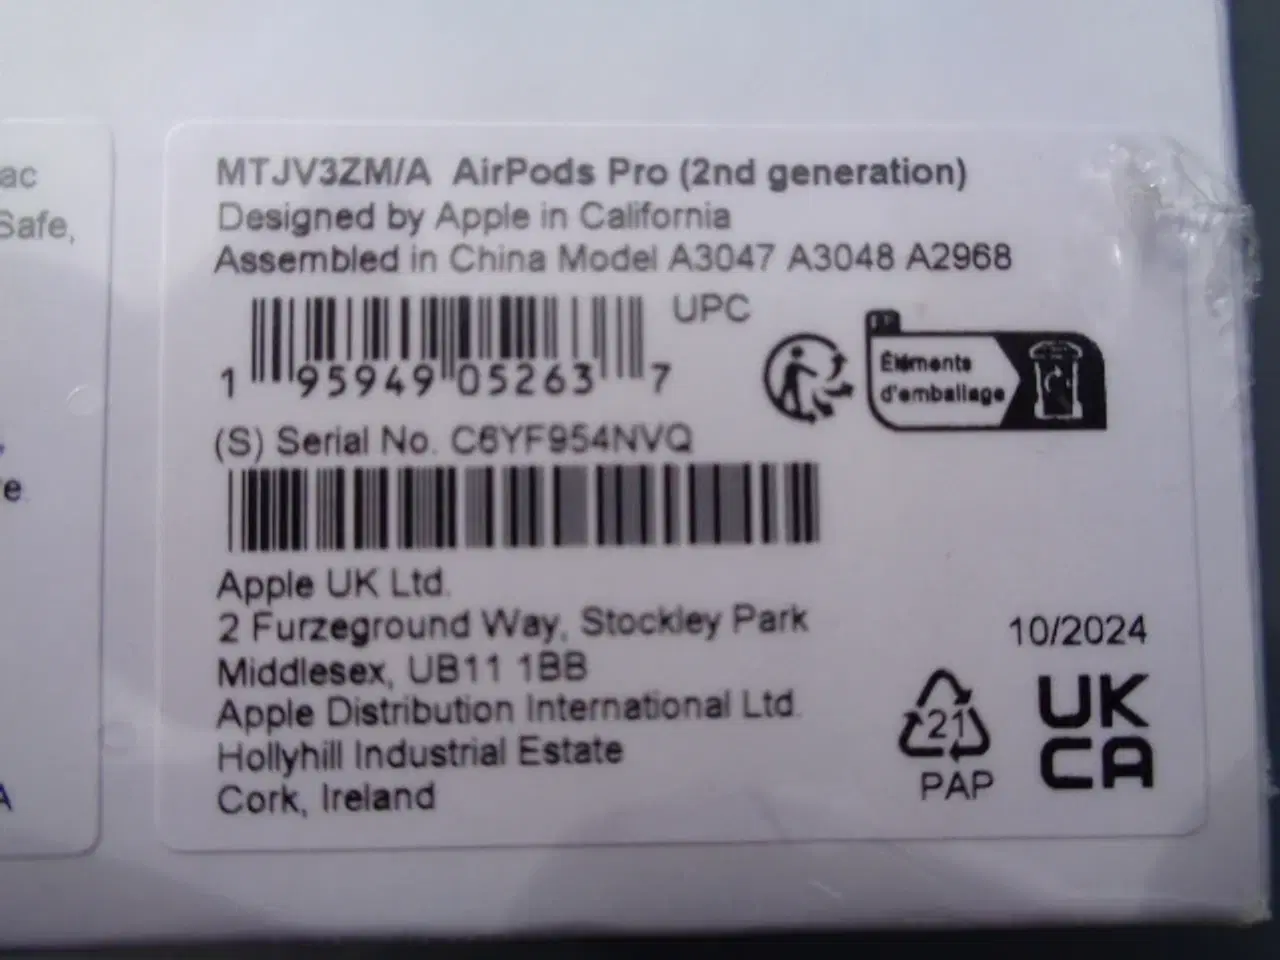 ac
Safe,
e
A
MTJV3ZM/A AirPods Pro (2nd generation)
Designed by Apple in California
Assembled in China Model A3047 A3048 A2968
UPC
1 95949 05263 7
Éléments
d'emballage
(S) Serial No. C6YF954NVQ
Apple UK Ltd.
2 Furzeground Way, Stockley Park
Middlesex, UB11 1BB
Apple Distribution International Ltd.
Hollyhill Industrial Estate
Cork, Ireland
10/2024
21
PAP
UK
CA